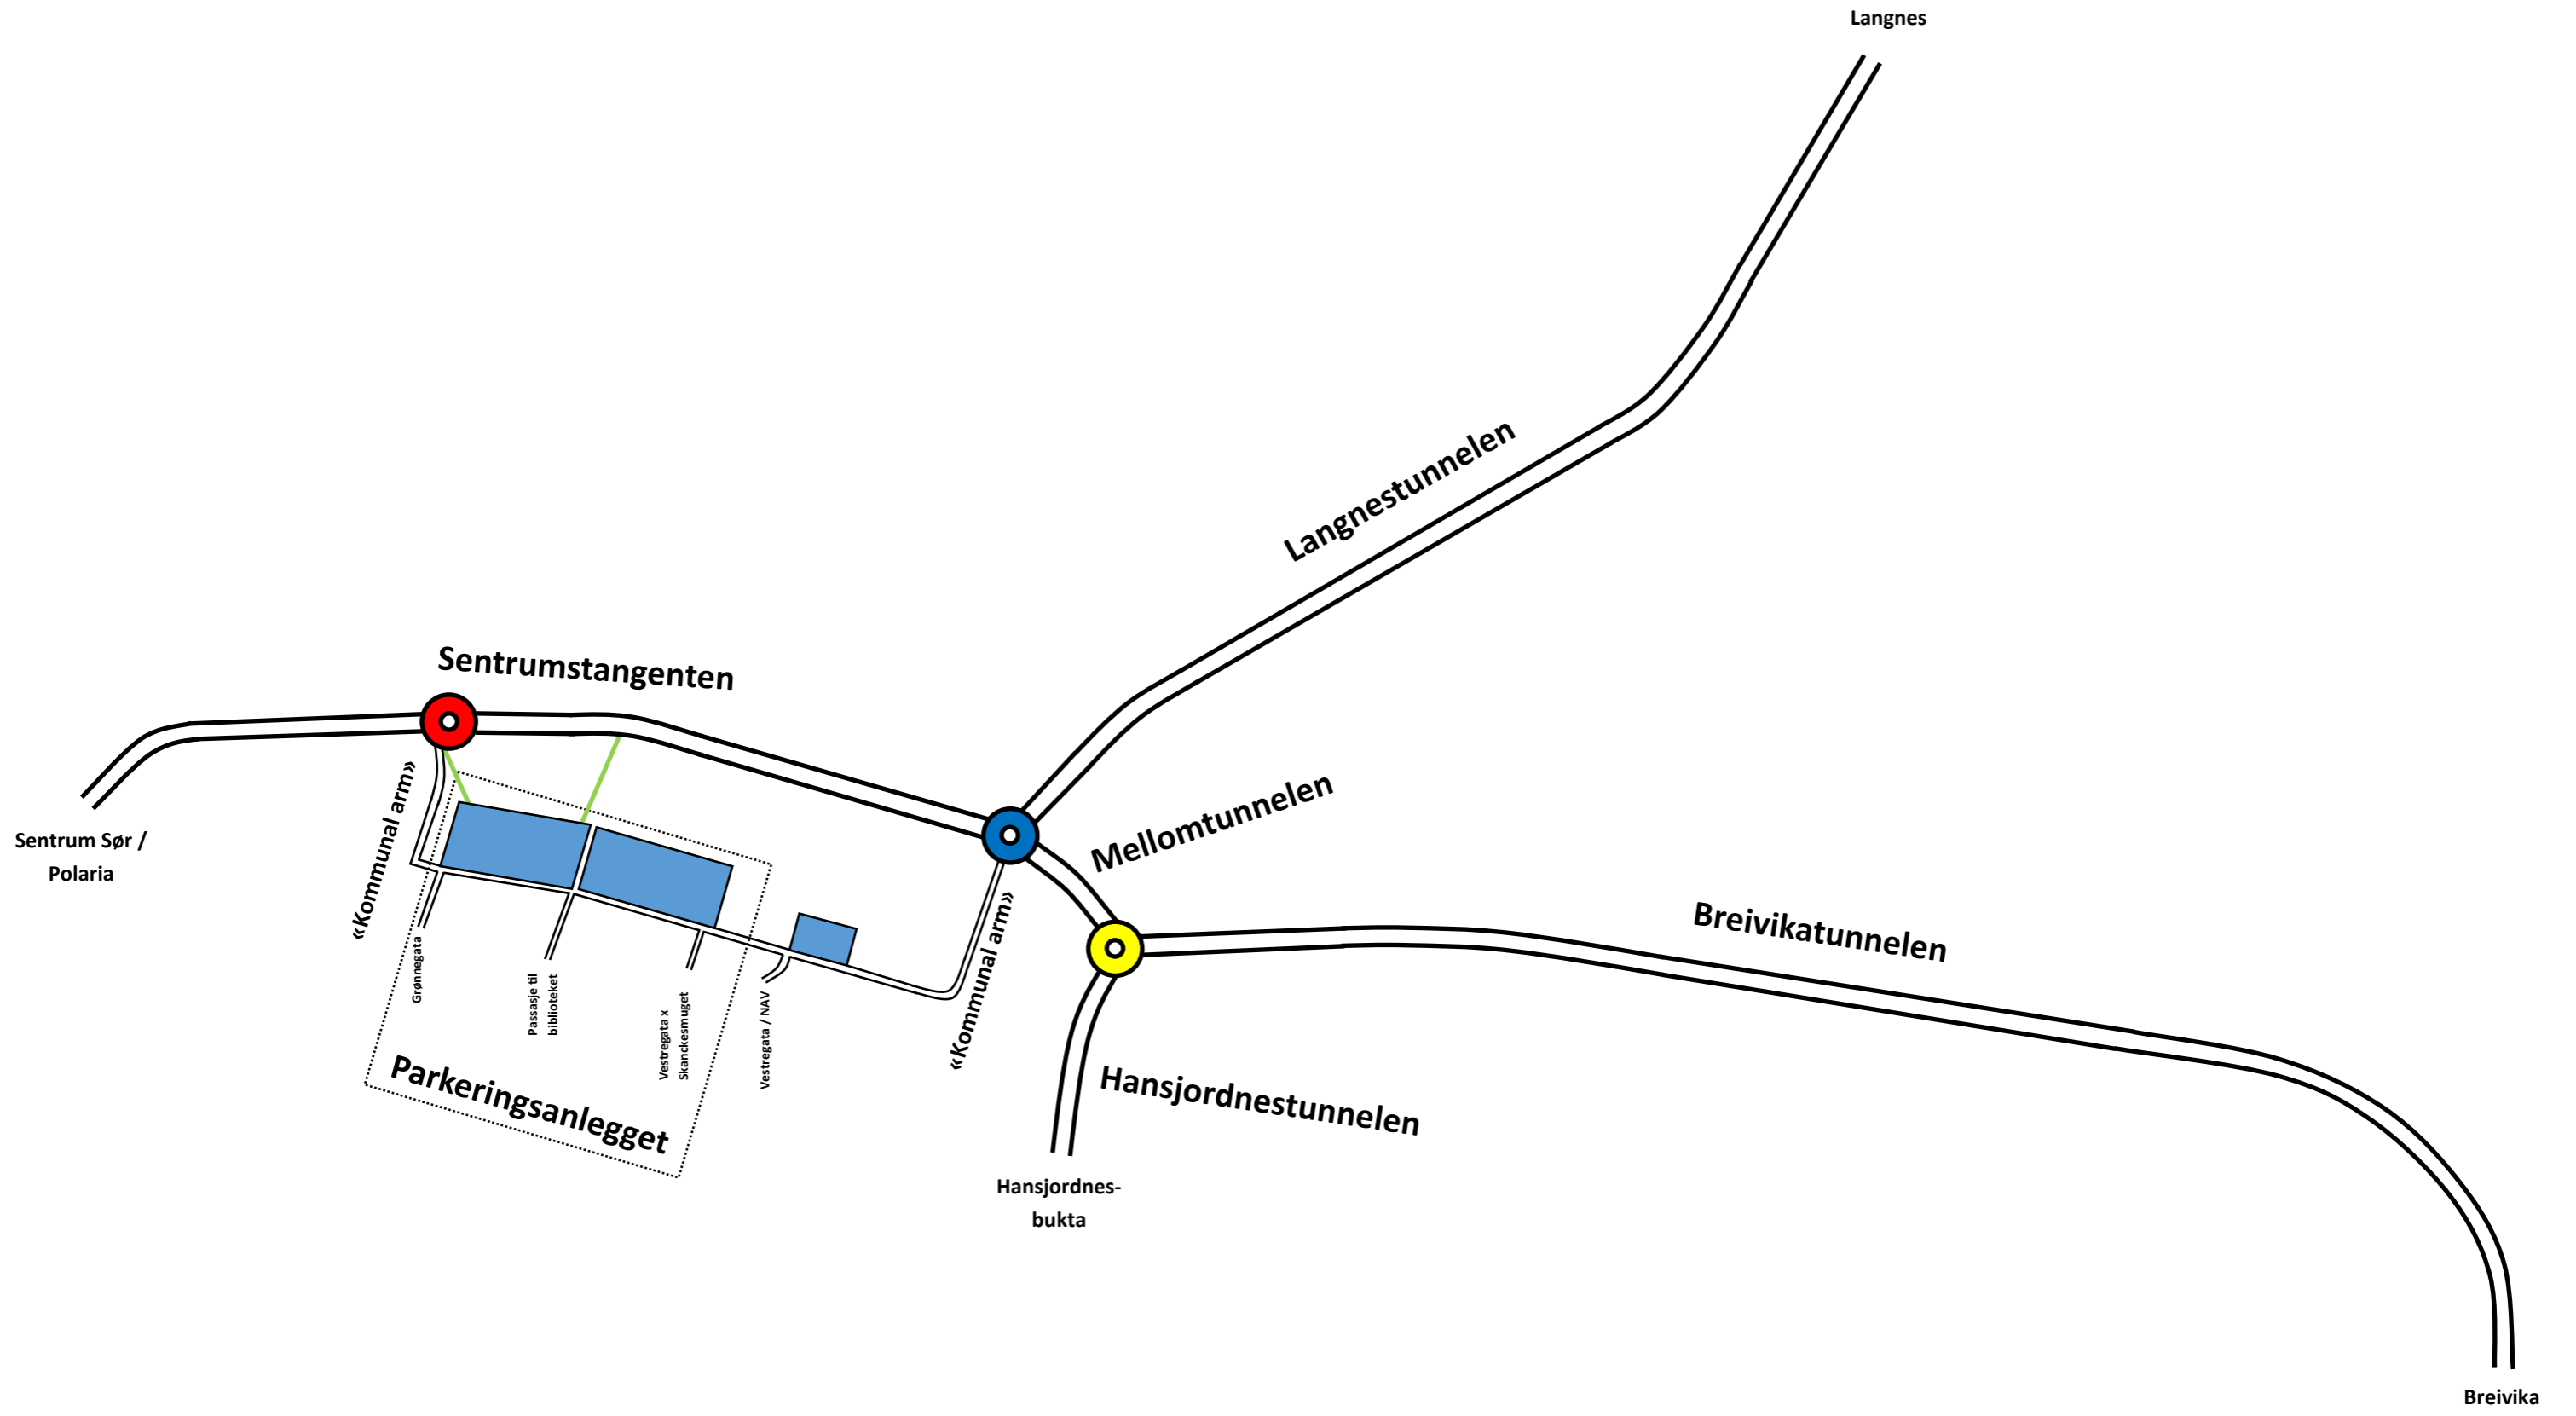 Langnes
Langnestunnelen
Sentrumstangenten
Mellomtunnelen
«Kommunal arm»
Sentrum Sør /
Polaria
Breivikatunnelen
«Kommunal arm»
Grønnegata
Passasje til
biblioteket
Vestregata x
Skanckesmuget
Vestregata / NAV
Parkeringsanlegget
Hansjordnestunnelen
Hansjordnes-
bukta
Breivika